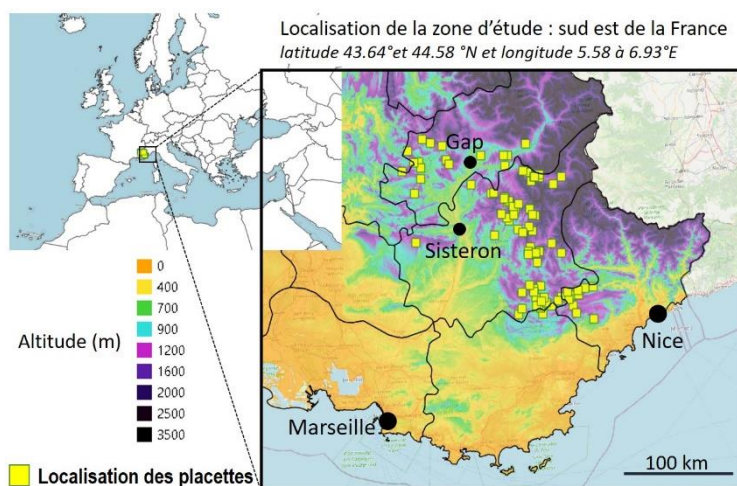 Localisation de la zone d'étude : sud est de la France
latitude 43.64°et 44.58 °N et longitude 5.58 à 6.93°E
Gap
Sisteron
Nice
Marseille
100 km
Altitude (m)
0
400
700
900
1200
1600
2000
2500
3500
Localisation des placettes